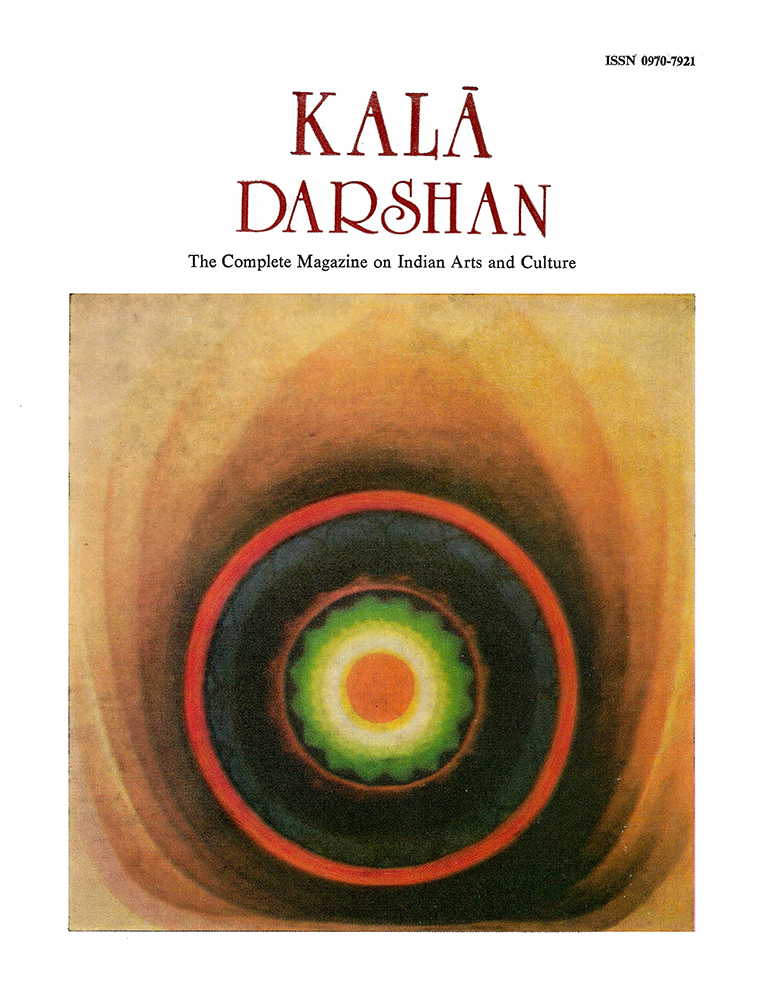 ISSN 0970-7921
KALĀ
DARSHAN
The Complete Magazine on Indian Arts and Culture